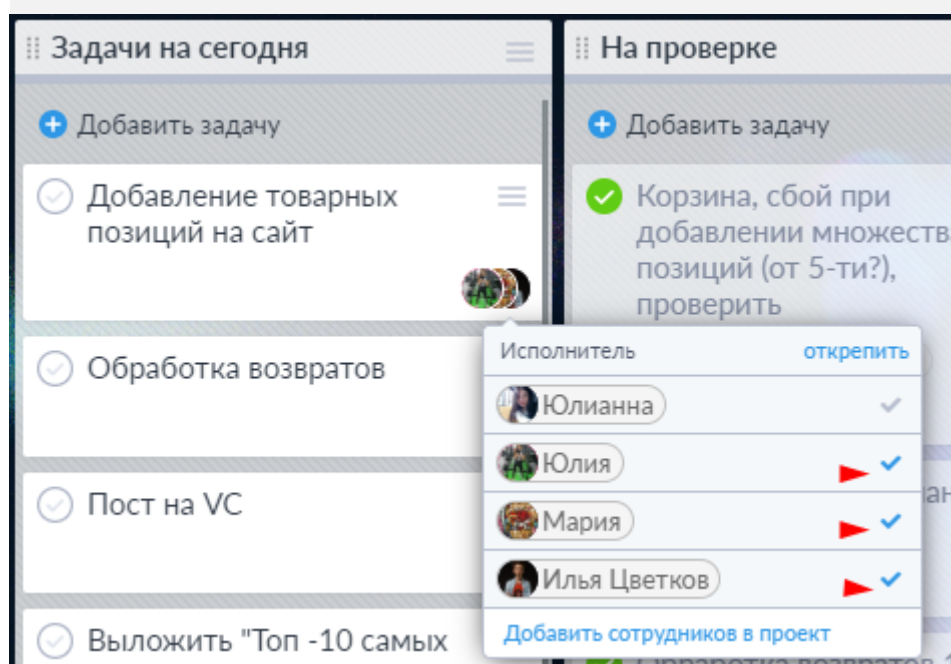 Задачи на сегодня
Добавить задачу
Добавление товарных
позиций на сайт
Обработка возвратов
Пост на VC
Выложить "Топ -10 самых
На проверке
Добавить задачу
Корзина, сбой при
добавлении множеств
позиций (от 5-ти?),
проверить
Исполнитель открепить
Юлианна
Юлия
Мария
Илья Цветков
Добавить сотрудников в проект